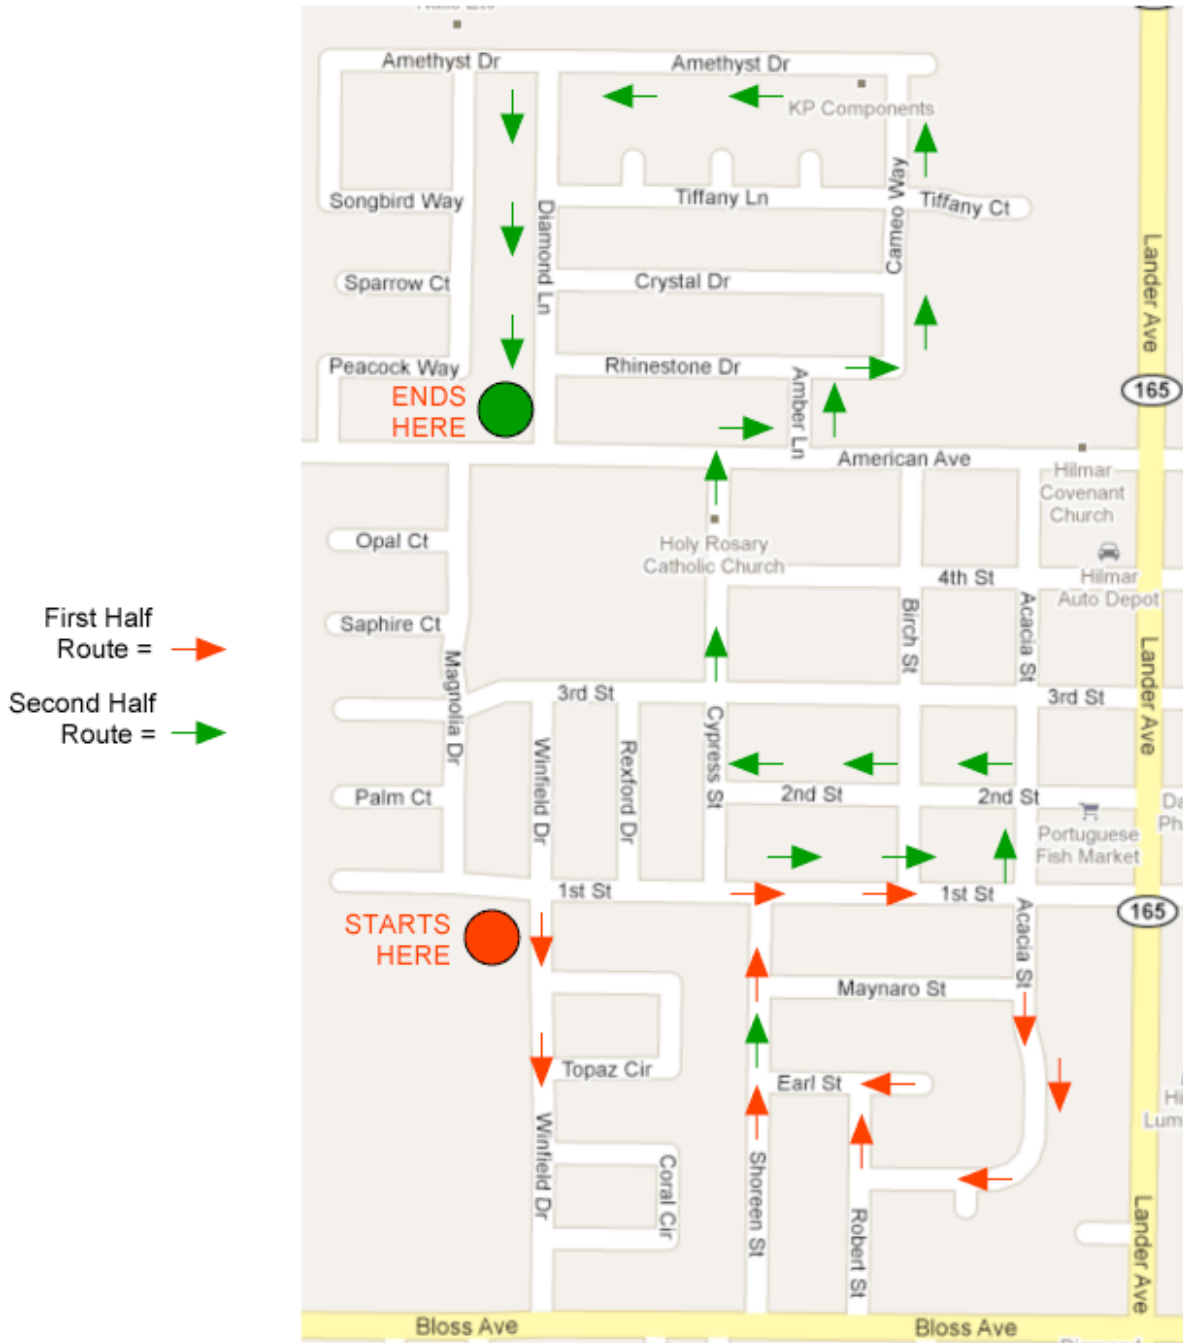 Amethyst Dr
Amethyst Dr
KP Components
Songbird Way
Diamond Ln
Tiffany Ln
Cameo Way
Tiffany Ct
Lander Ave
Sparrow Ct
Crystal Dr
Peacock Way
Rhinestone Dr
Amber Ln
165
ENDS
HERE
American Ave
Hilmar
Covenant
Church
Opal Ct
Holy Rosary
Catholic Church
4th St
Hilmar
Auto Depot
First Half
Route =
Saphire Ct
Birch St
Acacia St
Lander Ave
Magnolia Dr
Second Half
Route =
3rd St
3rd St
Winfield Dr
Rexford Dr
Cypress St
Palm Ct
2nd St
2nd St
Portuguese
Fish Market
1st St
1st St
165
STARTS
HERE
Acacia St
Maynaro St
Topaz Cir
Earl St
Winfield Dr
Coral Cir
Shoreen St
Robert St
Lander Ave
Bloss Ave
Bloss Ave